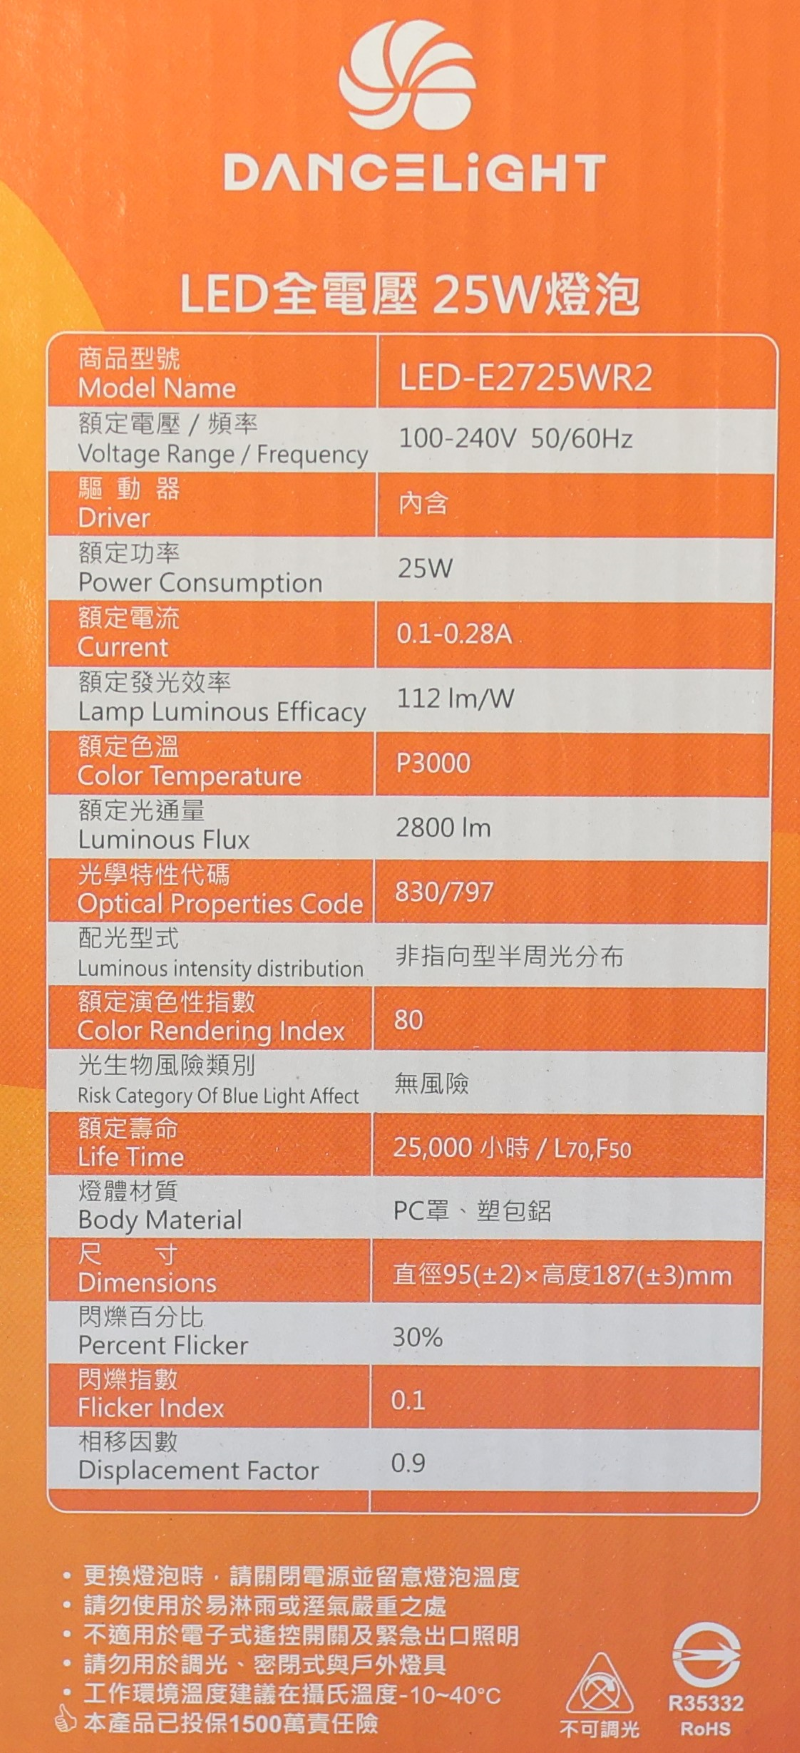 DANCELiGHT
LED全電壓 25W燈泡
商品型號
Model Name
LED-E2725WR2
額定電壓 / 頻率
Voltage Range / Frequency
100-240V 50/60Hz
驅 動 器
Driver
內含
額定功率
Power Consumption
25W
額定電流
Current
0.1-0.28A
額定發光效率
Lamp Luminous Efficacy
112 lm/W
額定色溫
Color Temperature
P3000
額定光通量
Luminous Flux
2800 lm
光學特性代碼
Optical Properties Code
830/797
配光型式
Luminous intensity distribution
非指向型半周光分布
額定演色性指數
Color Rendering Index
80
光生物風險類別
Risk Category Of Blue Light Affect
無風險
額定壽命
Life Time
25,000 小時 / L70,F50
燈體材質
Body Material
PC罩、塑包鋁
尺 寸
Dimensions
直徑95(±2)×高度187(±3)mm
閃爍百分比
Percent Flicker
30%
閃爍指數
Flicker Index
0.1
相移因數
Displacement Factor
0.9
• 更換燈泡時，請關閉電源並留意燈泡溫度
• 請勿使用於易淋雨或溼氣嚴重之處
• 不適用於電子式遙控開關及緊急出口照明
• 請勿用於調光、密閉式與戶外燈具
• 工作環境溫度建議在攝氏溫度-10~40°C
本產品已投保1500萬責任險
不可調光
R35332
RoHS